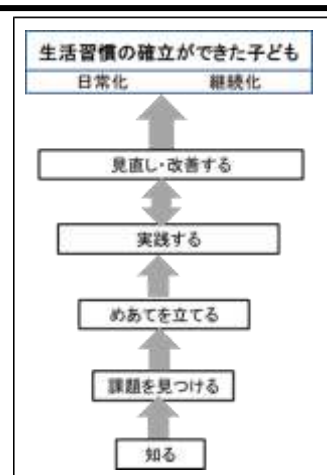 生活習慣の確立ができた子ども
日常化 継続化
見直し・改善する
実践する
めあてを立てる
課題を見つける
知る